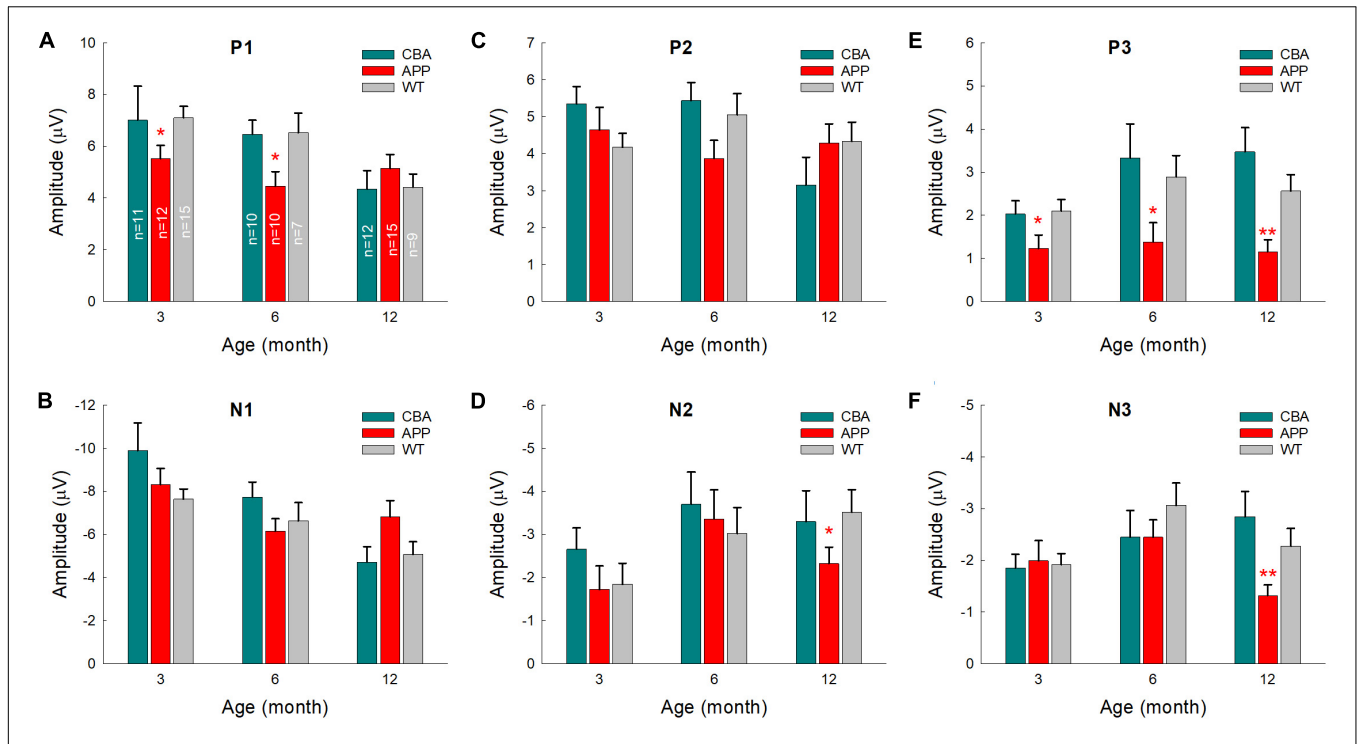 A
P1
CBA
APP
WT
Amplitude (μV)
10
8
6
4
2
0
*
*
n=11
n=12
n=15
n=10
n=10
n=7
n=12
n=15
n=9
3
6
12
Age (month)
C
P2
CBA
APP
WT
Amplitude (μV)
7
6
5
4
3
2
1
0
3
6
12
Age (month)
E
P3
CBA
APP
WT
Amplitude (μV)
6
5
4
3
2
1
0
*
*
**
3
6
12
Age (month)
B
N1
CBA
APP
WT
Amplitude (μV)
-12
-10
-8
-6
-4
-2
0
3
6
12
Age (month)
D
N2
CBA
APP
WT
Amplitude (μV)
-6
-5
-4
-3
-2
-1
0
*
3
6
12
Age (month)
F
N3
CBA
APP
WT
Amplitude (μV)
-5
-4
-3
-2
-1
0
**
3
6
12
Age (month)